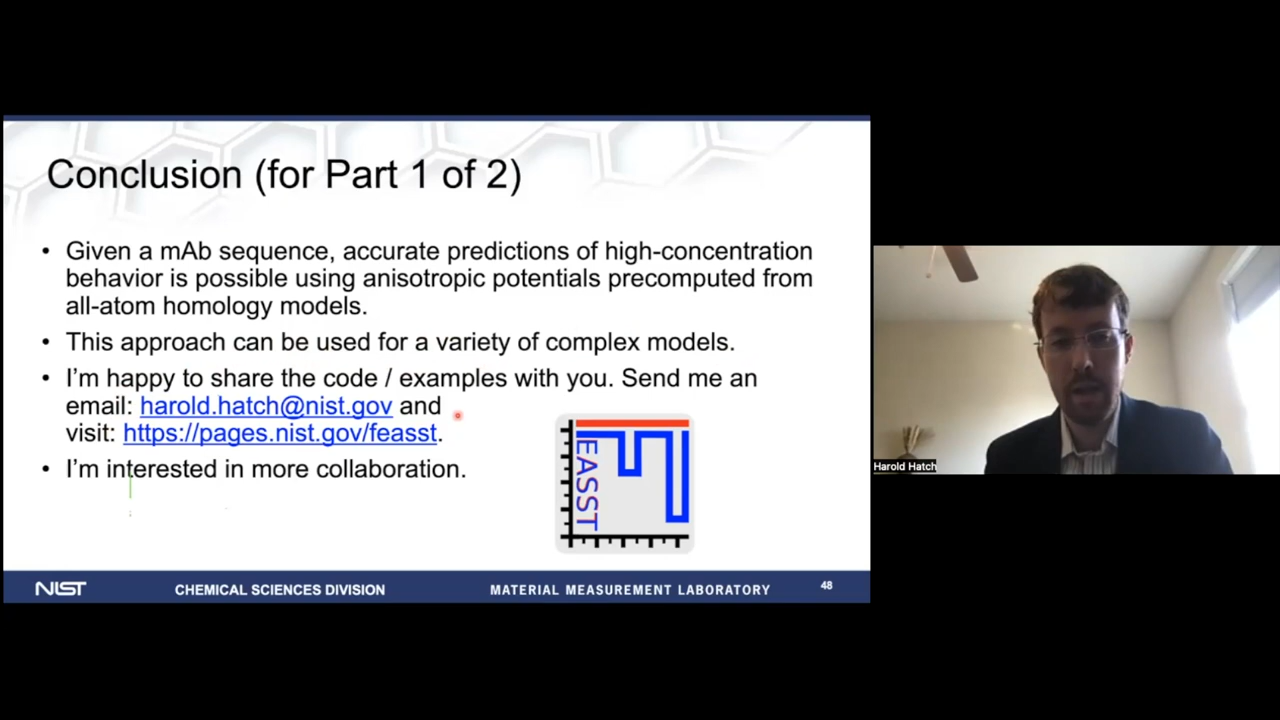 Conclusion (for Part 1 of 2)
• Given a mAb sequence, accurate predictions of high-concentration
behavior is possible using anisotropic potentials precomputed from
all-atom homology models.
• This approach can be used for a variety of complex models.
• I'm happy to share the code / examples with you. Send me an
email: harold.hatch@nist.gov and
visit: https://pages.nist.gov/feasst.
• I'm interested in more collaboration.
FEASST
NIST CHEMICAL SCIENCES DIVISION MATERIAL MEASUREMENT LABORATORY 48
Harold Hatch